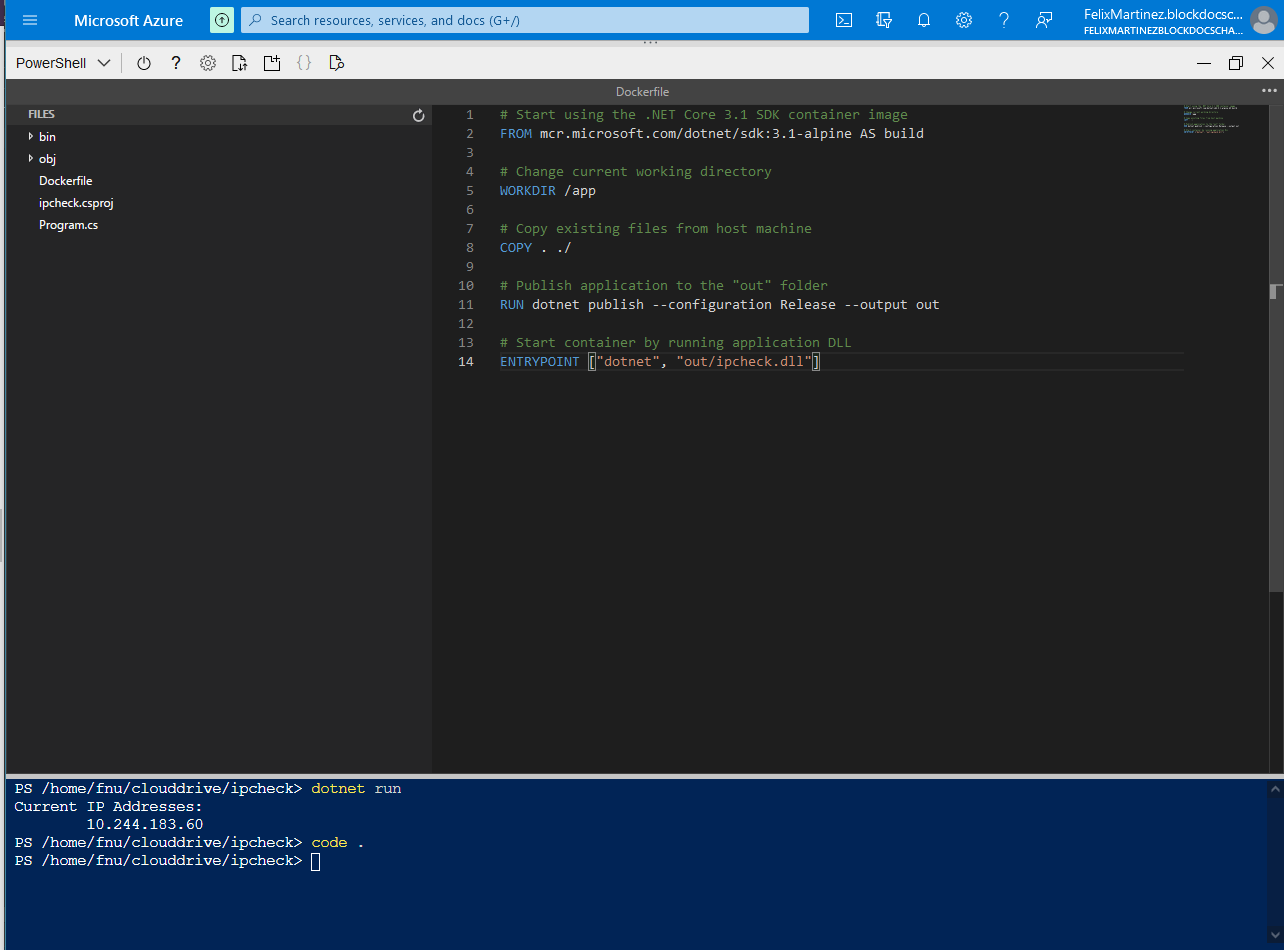 Microsoft Azure
Search resources, services, and docs (G+/)
FelixMartinez.blockdocsc...
FELIXMARTINEZBLOCKDOCSCHA...
PowerShell
Dockerfile
FILES
bin
obj
Dockerfile
ipcheck.csproj
Program.cs
1 # Start using the .NET Core 3.1 SDK container image
2 FROM mcr.microsoft.com/dotnet/sdk:3.1-alpine AS build
3
4 # Change current working directory
5 WORKDIR /app
6
7 # Copy existing files from host machine
8 COPY . ./
9
10 # Publish application to the "out" folder
11 RUN dotnet publish --configuration Release --output out
12
13 # Start container by running application DLL
14 ENTRYPOINT ["dotnet", "out/ipcheck.dll"]
PS /home/fnu/clouddrive/ipcheck> dotnet run
Current IP Addresses:
10.244.183.60
PS /home/fnu/clouddrive/ipcheck> code .
PS /home/fnu/clouddrive/ipcheck>